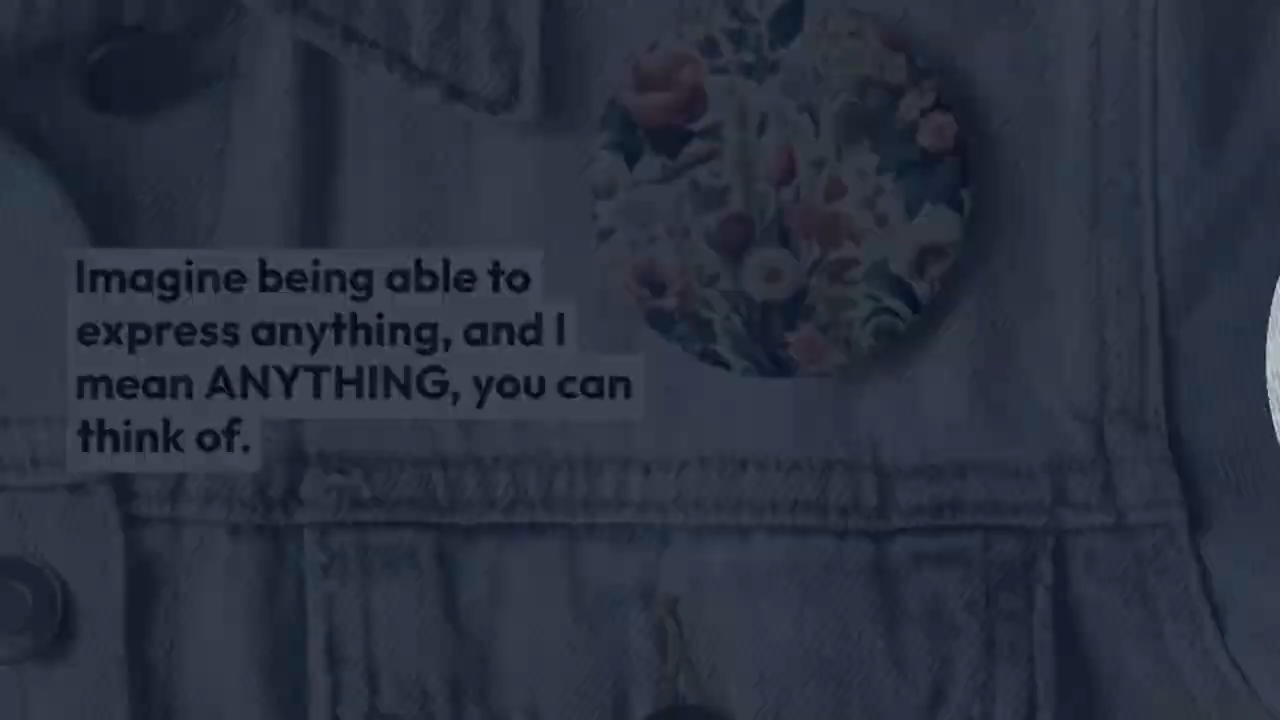 Imagine being able to
express anything, and I
mean ANYTHING, you can
think of.